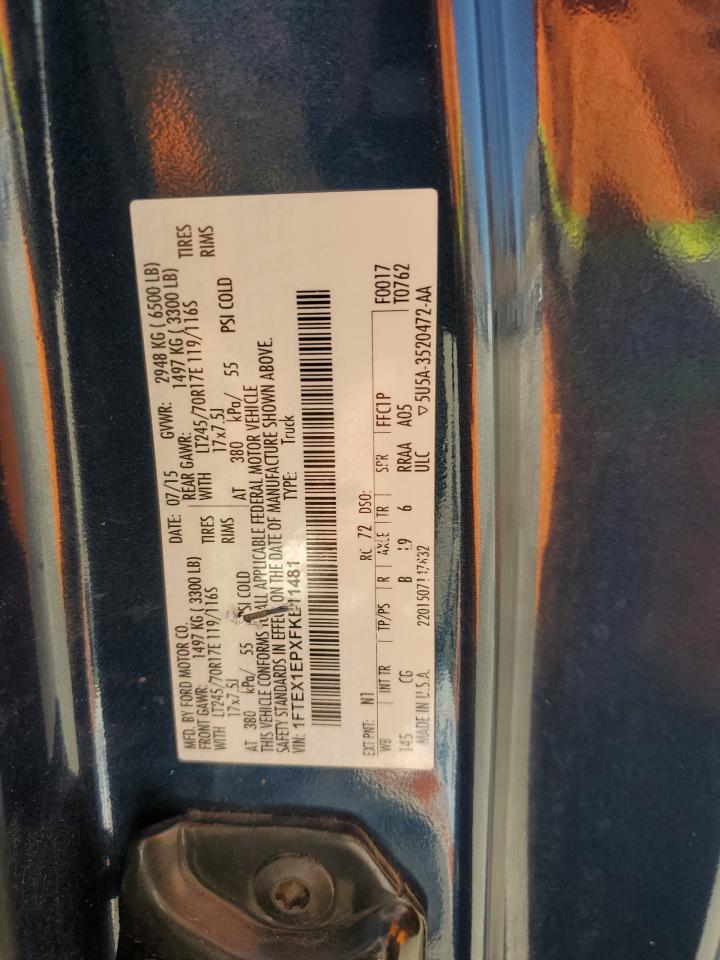 MFD. BY FORD MOTOR CO.
DATE: 07/15 GVWR: 2948 KG ( 6500 LB)
FRONT GAWR: 1497 KG ( 3300 LB) REAR GAWR: 1497 KG ( 3300 LB)
WITH LT245/70R17E 119/116S TIRES WITH LT245/70R17E 119/116S TIRES
17x7.5J RIMS 17x7.5J RIMS
AT 380 kPa/ 55 PSI COLD AT 380 kPa/ 55 PSI COLD
THIS VEHICLE CONFORMS ALL APPLICABLE FEDERAL MOTOR VEHICLE
SAFETY STANDARDS IN EFFECT ON THE DATE OF MANUFACTURE SHOWN ABOVE.
VIN: TYPE: Truck
EXT PNT: N1 RC: 72 DSO: F0017
WB INT TR TP/PS R AXLE TR SPR FFC1P T0762
145 CG B 6 RRAA A05
MADE IN U.S.A. ULC ▽5U5A-3520472-AA